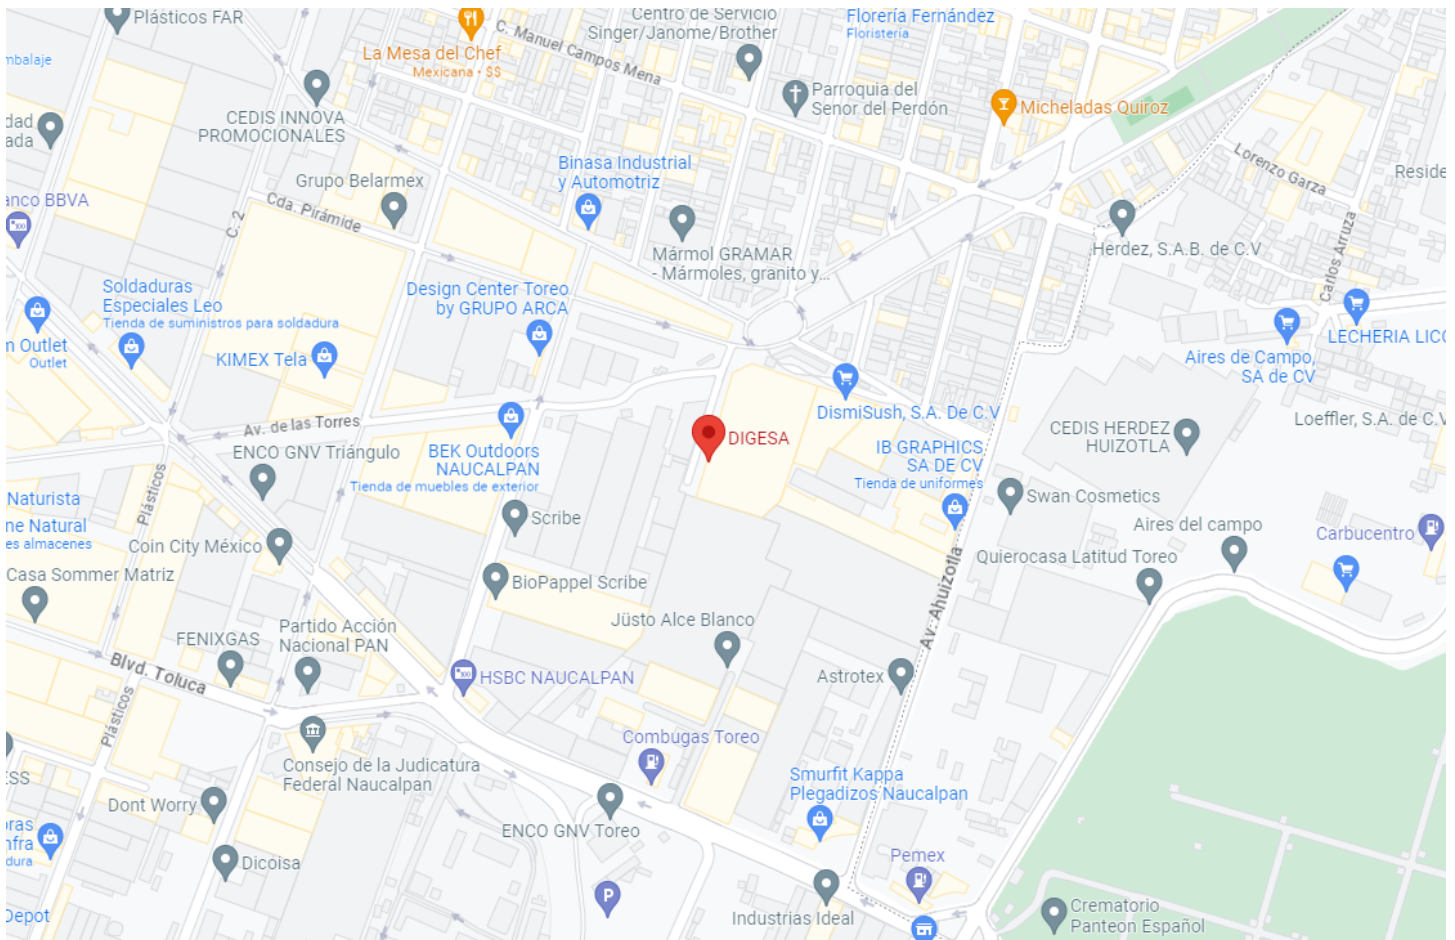 Plásticos FAR
La Mesa del Chef
Mexicana • $$
C. Manuel Campos Mena
Centro de Servicio
Singer/Janome/Brother
Florería Fernández
Floristería
mbalaje
CEDIS INNOVA
PROMOCIONALES
Parroquia del
Senor del Perdón
Micheladas Quiroz
dad
ada
Binasa Industrial
y Automotriz
Lorenzo Garza
Reside
Grupo Belarmex
anco BBVA
Cda. Pirámide
C. 2
Mármol GRAMAR
- Mármoles, granito y...
Herdez, S.A.B. de C.V
Carlos Arruza
Soldaduras
Especiales Leo
Tienda de suministros para soldadura
Design Center Toreo
by GRUPO ARCA
m Outlet
Outlet
KIMEX Tela
LECHERIA LICO
Aires de Campo,
SA de CV
DismiSush, S.A. De C.V
Av. de las Torres
DIGESA
CEDIS HERDEZ
HUIZOTLA
Loeffler, S.A. de C.V
ENCO GNV Triángulo
BEK Outdoors
NAUCALPAN
Tienda de muebles de exterior
IB GRAPHICS
SA DE CV
Tienda de uniformes
Plásticos
Naturista
ne Natural
es almacenes
Scribe
Swan Cosmetics
Aires del campo
Carbucentro
Coin City México
Quierocasa Latitud Toreo
Casa Sommer Matriz
BioPappel Scribe
Av. Ahuizotla
Jüsto Alce Blanco
FENIXGAS
Partido Acción
Nacional PAN
Blvd. Toluca
HSBC NAUCALPAN
Astrotex
Plásticos
Combugas Toreo
Consejo de la Judicatura
Federal Naucalpan
Smurfit Kappa
Plegadizos Naucalpan
ESS
Dont Worry
ENCO GNV Toreo
oras
nfra
dura
Dicoisa
Pemex
P
Depot
Industrias Ideal
Crematorio
Panteon Español